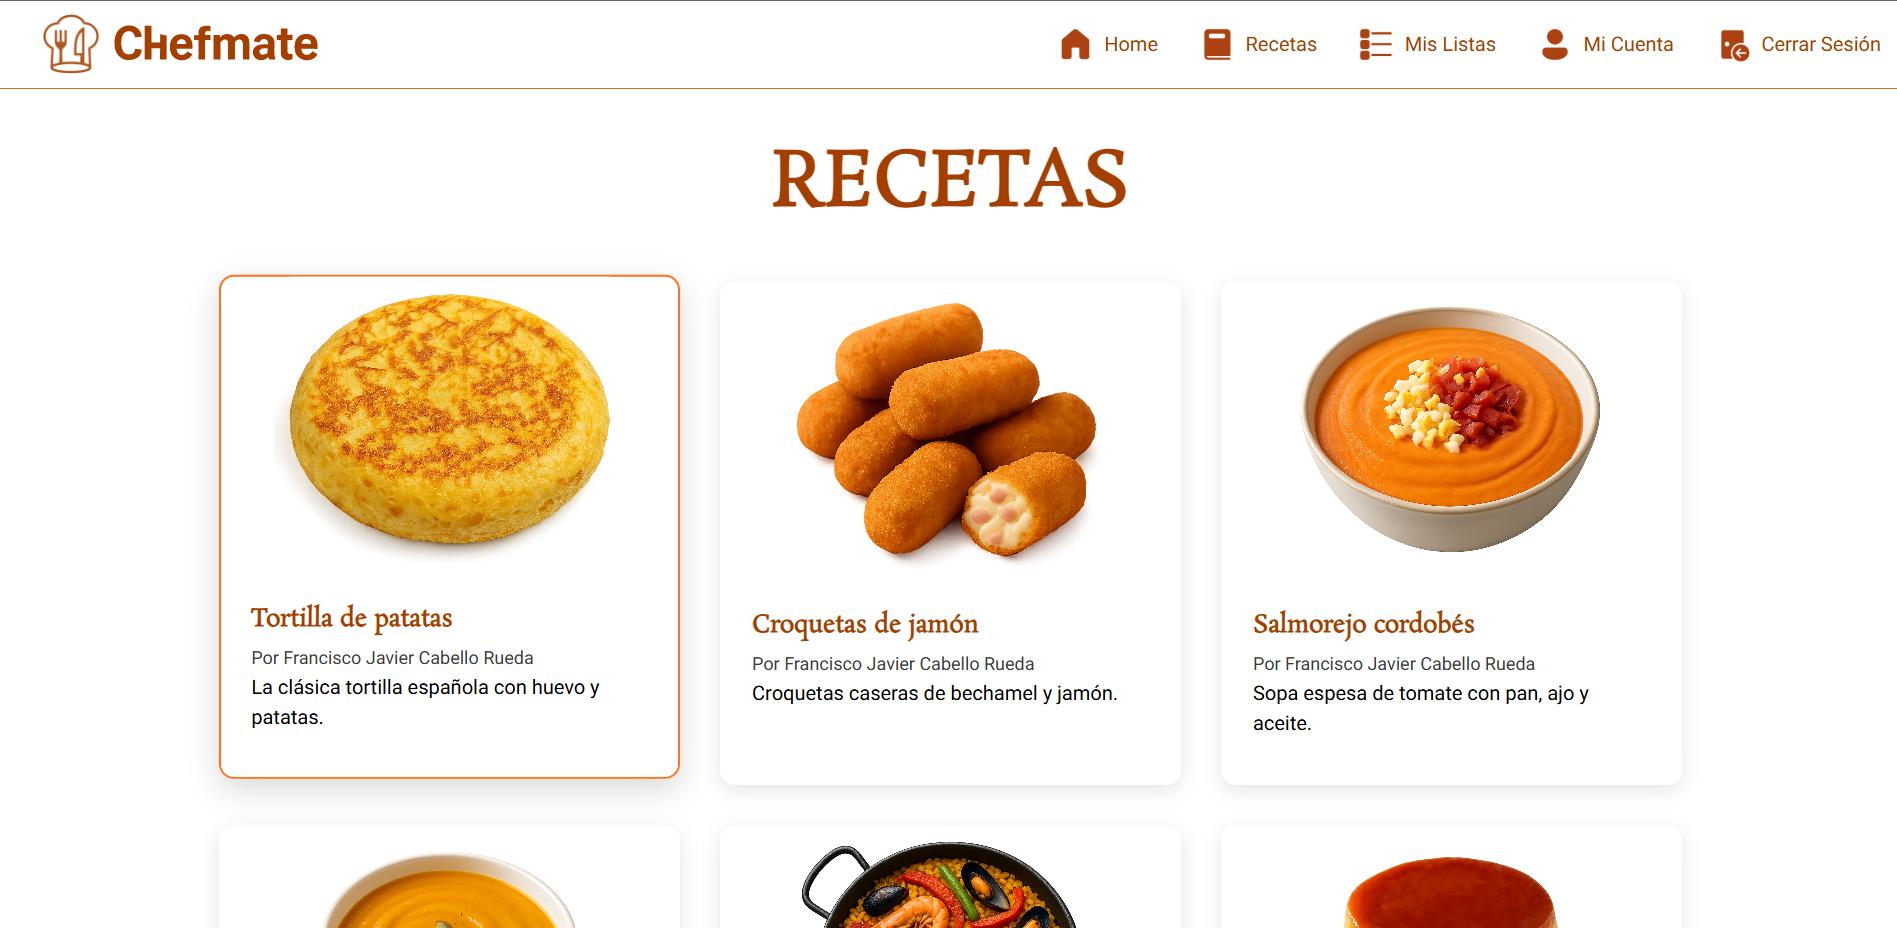 CHefmate
Home
Recetas
Mis Listas
Mi Cuenta
Cerrar Sesión
RECETAS
Tortilla de patatas
Por Francisco Javier Cabello Rueda
La clásica tortilla española con huevo y
patatas.
Croquetas de jamón
Por Francisco Javier Cabello Rueda
Croquetas caseras de bechamel y jamón.
Salmorejo cordobés
Por Francisco Javier Cabello Rueda
Sopa espesa de tomate con pan, ajo y
aceite.